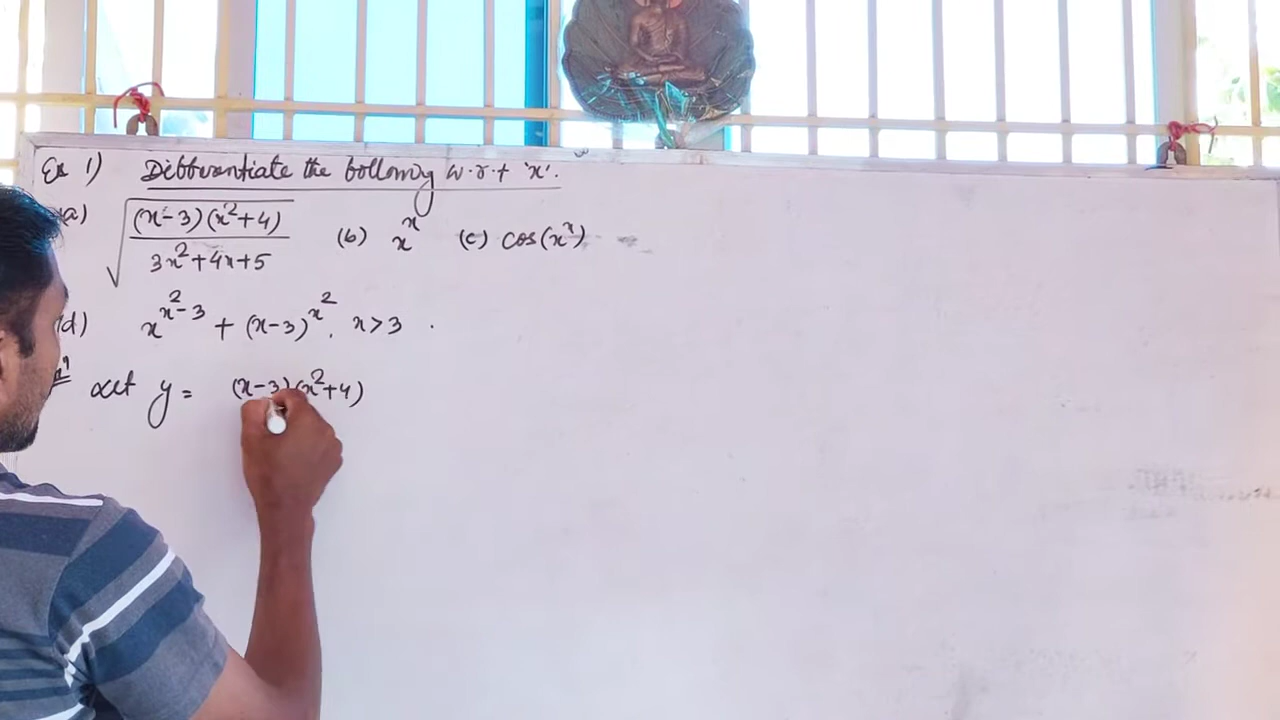 Ex 1) Differentiate the following w.r.t 'x'.
(a) √((x-3)(x²+4)/(3x²+4x+5)) (b) x^x (c) cos(x^x)
(d) x^(x²-3) + (x-3)^(x²), x>3.
Let y = (x-3)(x²+4)